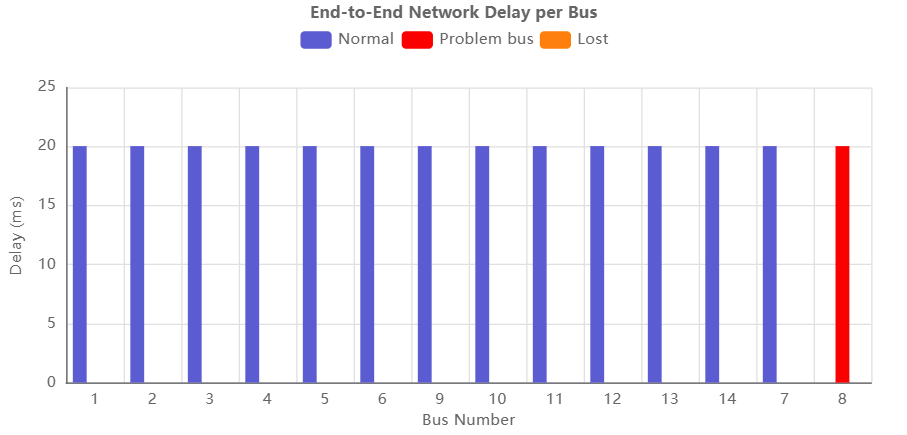 End-to-End Network Delay per Bus
Normal Problem bus Lost
25
20
15
10
5
0
Delay (ms)
1 2 3 4 5 6 9 10 11 12 13 14 7 8
Bus Number